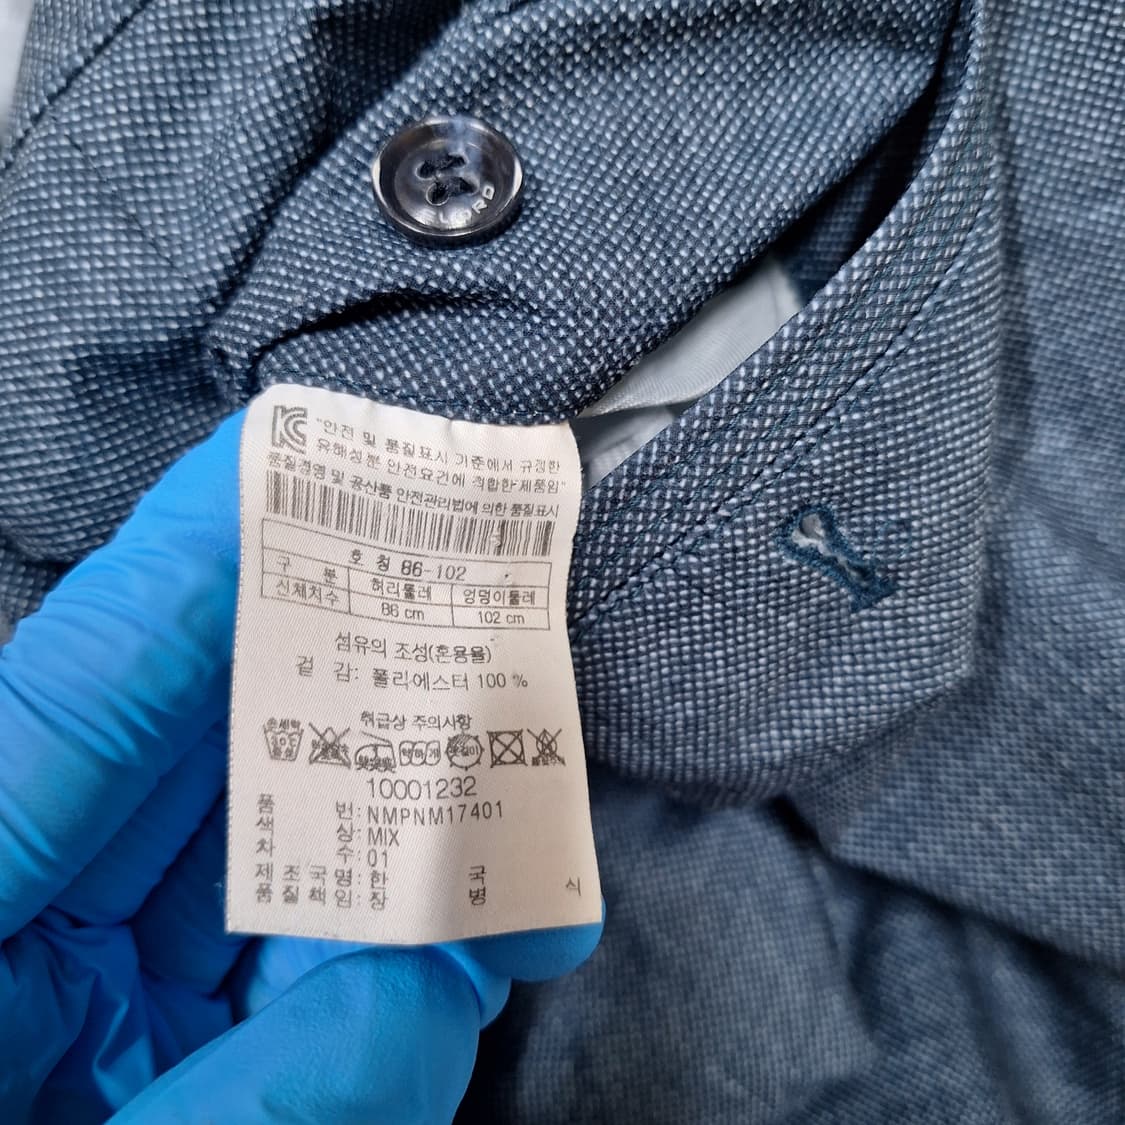 "안전 및 품질표시 기준에서 규정한
유해성분 안전요건에 적합한 제품임"
품질경영 및 공산품 안전관리법에 의한 품질표시
호 칭 86-102
구 분 허리둘레 엉덩이둘레
신체치수 86 cm 102 cm
섬유의 조성(혼용율)
겉 감: 폴리에스터 100 %
취급상 주의사항
손세탁
10001232
품 번: NMPNM17401
색 상: MIX
차 수: 01
제조국명: 한 국
품질책임: 장 병 식